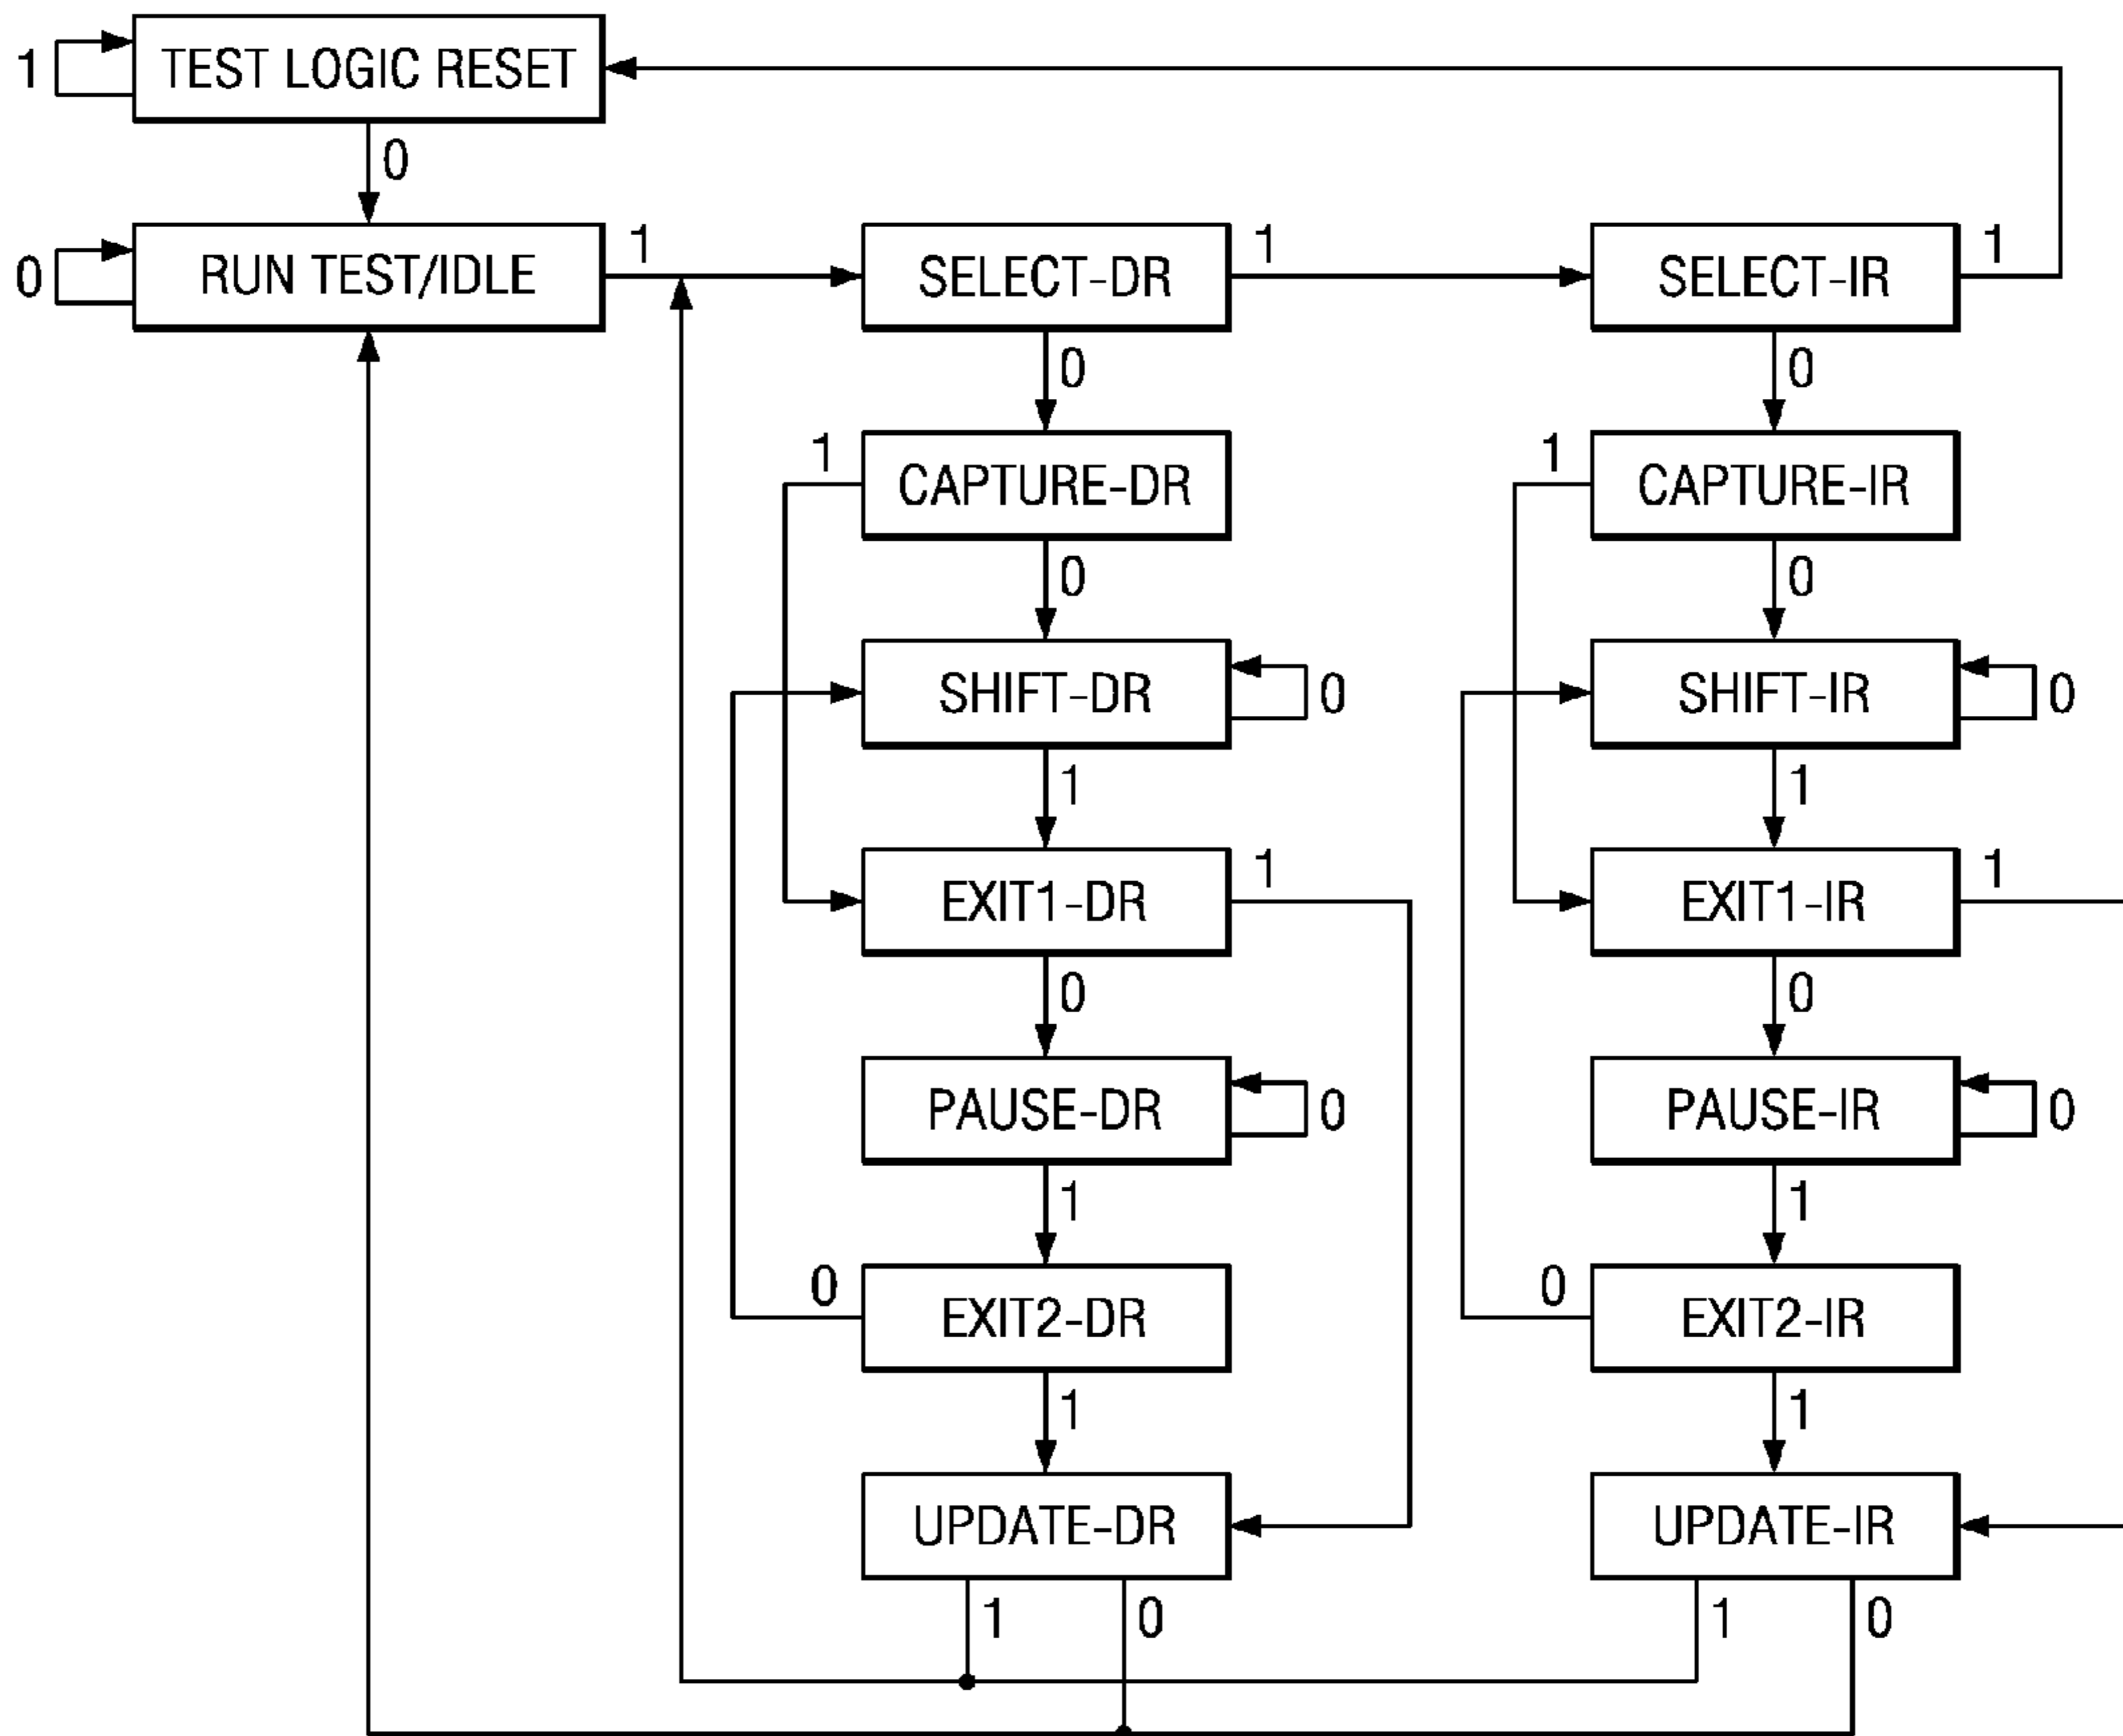 TEST LOGIC RESET
1
0
RUN TEST/IDLE
0
1
SELECT-DR
1
SELECT-IR
1
0
0
1
CAPTURE-DR
1
CAPTURE-IR
0
0
SHIFT-DR
0
SHIFT-IR
0
1
1
EXIT1-DR
1
EXIT1-IR
1
0
0
PAUSE-DR
0
PAUSE-IR
0
1
1
0
EXIT2-DR
0
EXIT2-IR
1
1
UPDATE-DR
UPDATE-IR
1
0
1
0